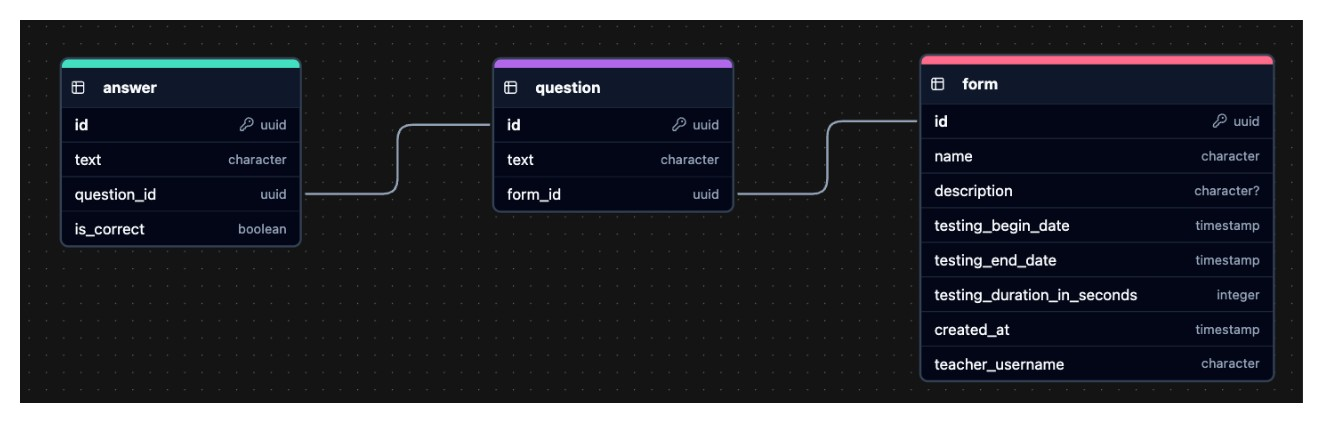 answer
id uuid
text character
question_id uuid
is_correct boolean
question
id uuid
text character
form_id uuid
form
id uuid
name character
description character?
testing_begin_date timestamp
testing_end_date timestamp
testing_duration_in_seconds integer
created_at timestamp
teacher_username character